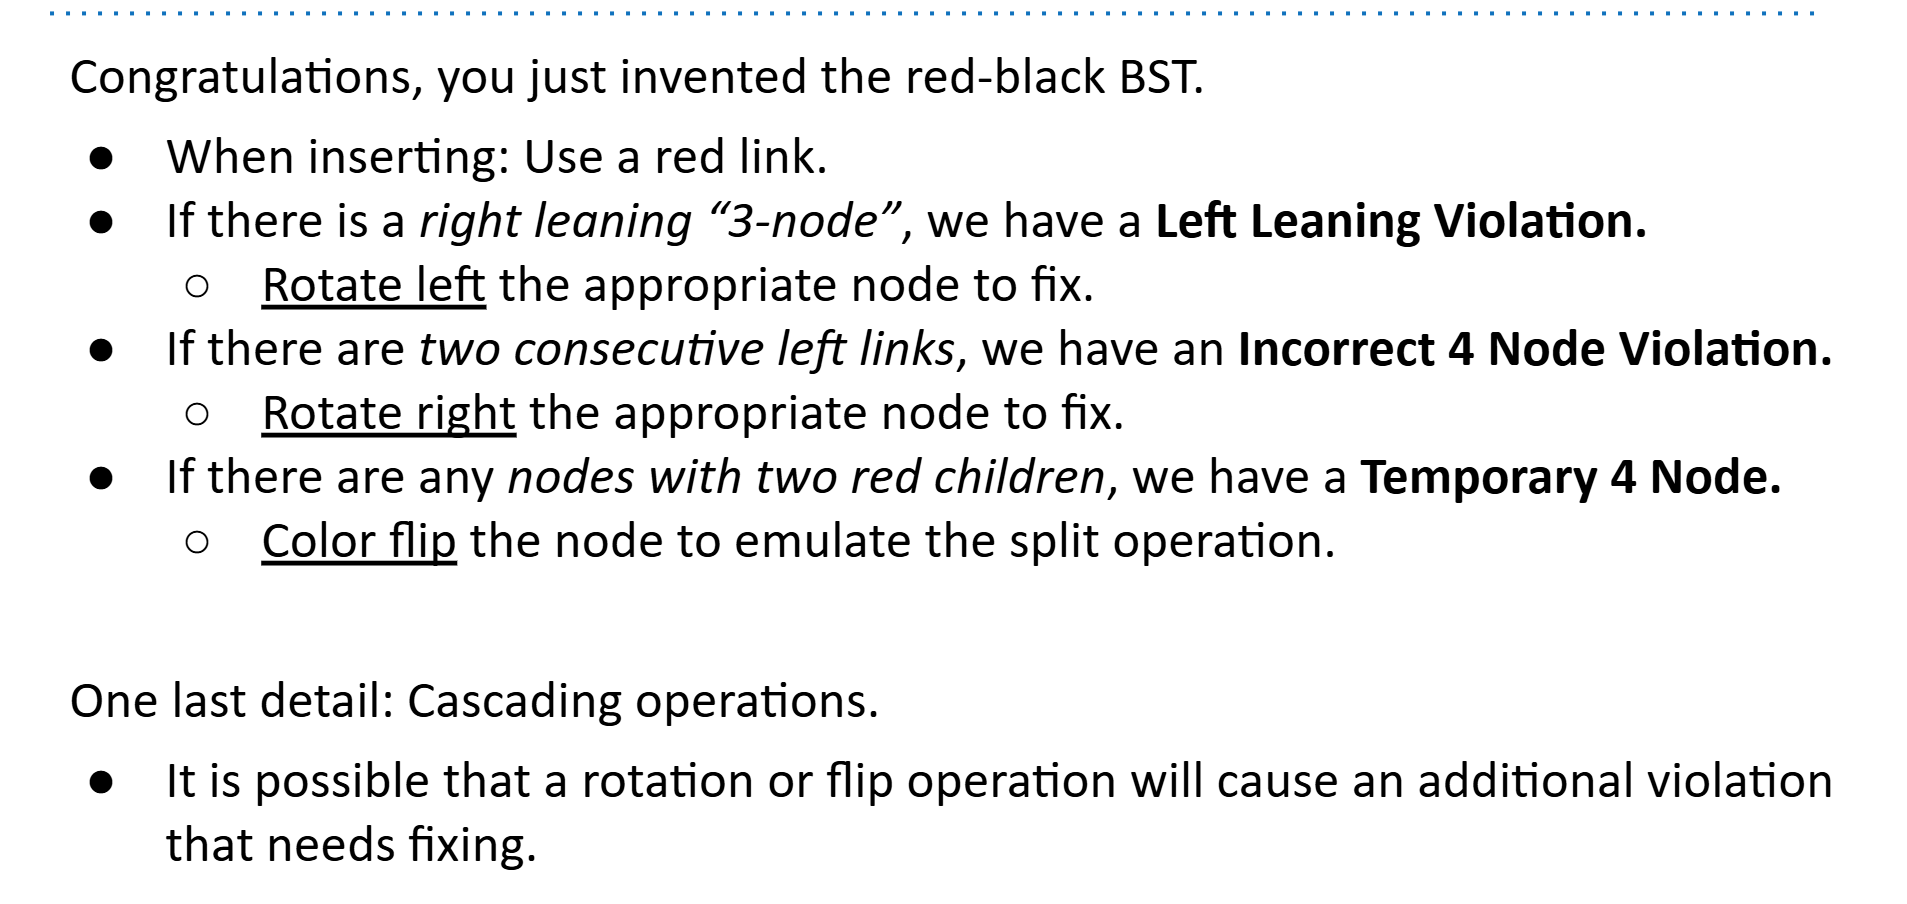 Congratulations, you just invented the red-black BST.
● When inserting: Use a red link.
● If there is a right leaning “3-node”, we have a Left Leaning Violation.
○ Rotate left the appropriate node to fix.
● If there are two consecutive left links, we have an Incorrect 4 Node Violation.
○ Rotate right the appropriate node to fix.
● If there are any nodes with two red children, we have a Temporary 4 Node.
○ Color flip the node to emulate the split operation.
One last detail: Cascading operations.
● It is possible that a rotation or flip operation will cause an additional violation
that needs fixing.